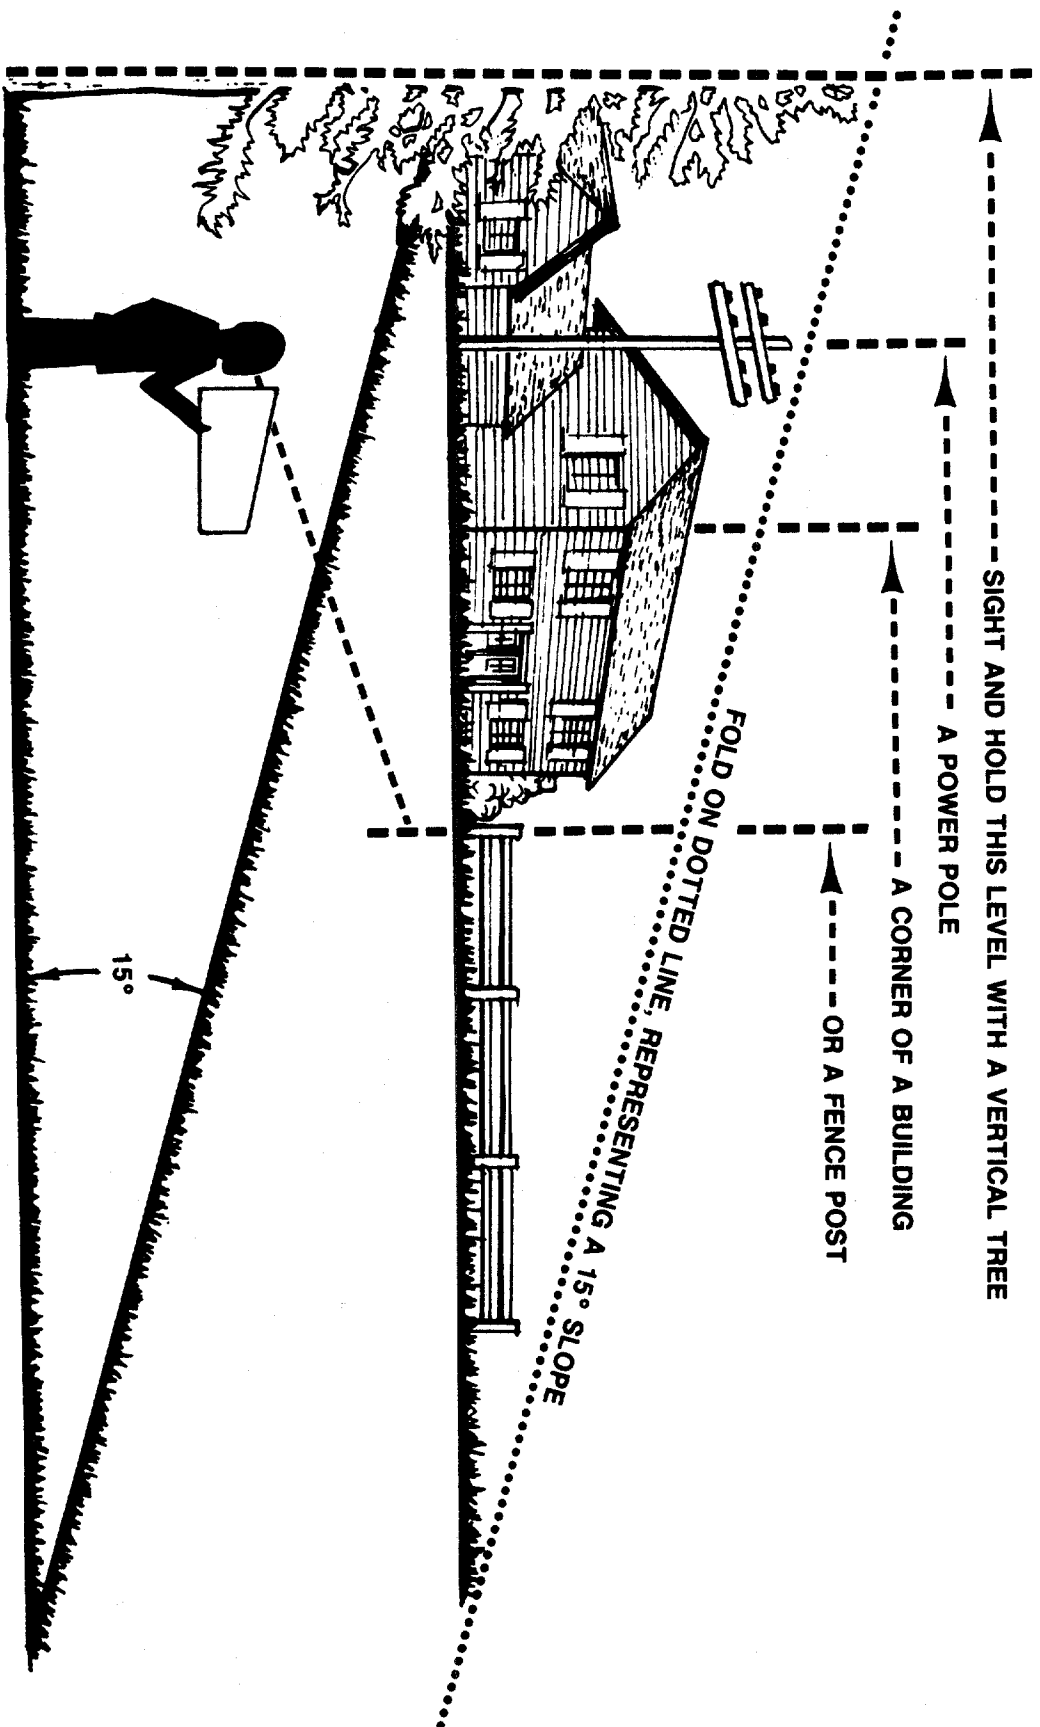 SIGHT AND HOLD THIS LEVEL WITH A VERTICAL TREE
A POWER POLE
A CORNER OF A BUILDING
OR A FENCE POST
FOLD ON DOTTED LINE, REPRESENTING A 15° SLOPE
15°